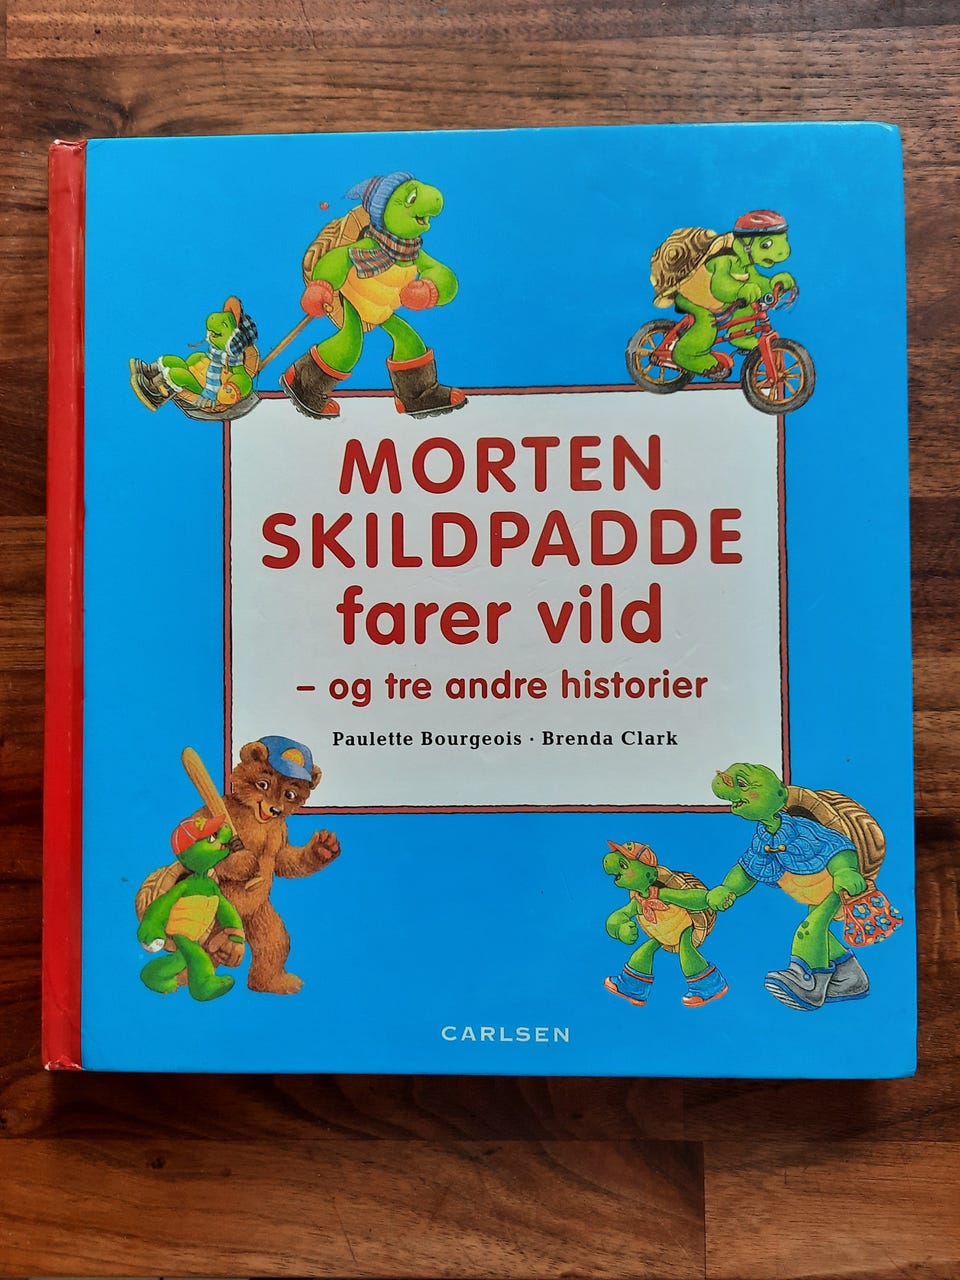 MORTEN
SKILDPADDE
farer vild
– og tre andre historier
Paulette Bourgeois · Brenda Clark
CARLSEN